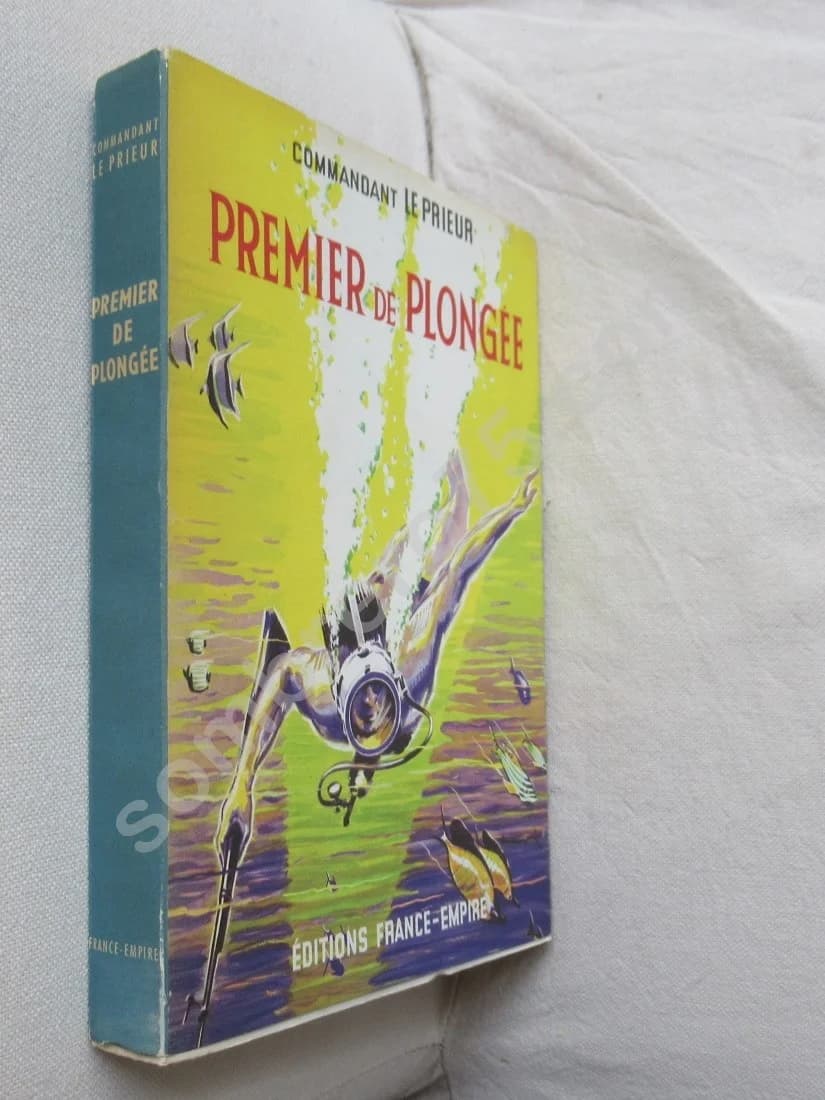 COMMANDANT
LE PRIEUR
PREMIER
DE
PLONGÉE
FRANCE-EMPIRE
COMMANDANT LE PRIEUR
PREMIER DE PLONGÉE
ÉDITIONS FRANCE-EMPIRE